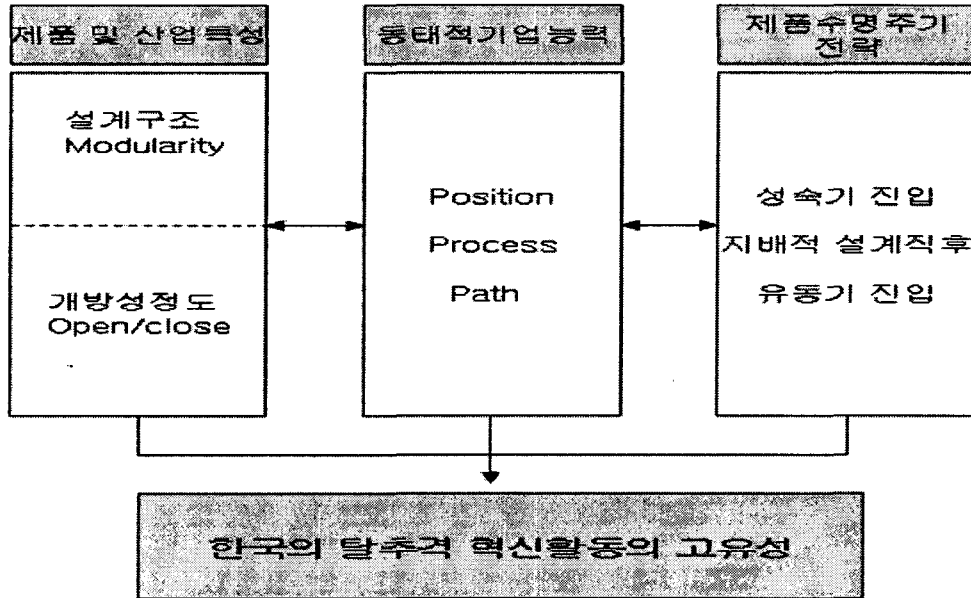 제품 및 산업특성
설계구조
Modularity
개방성정도
Open/close
동태적기업능력
Position
Process
Path
제품수명주기
전략
성숙기 진입
지배적 설계직후
유동기 진입
한국의 탈추격 혁신활동의 고유성